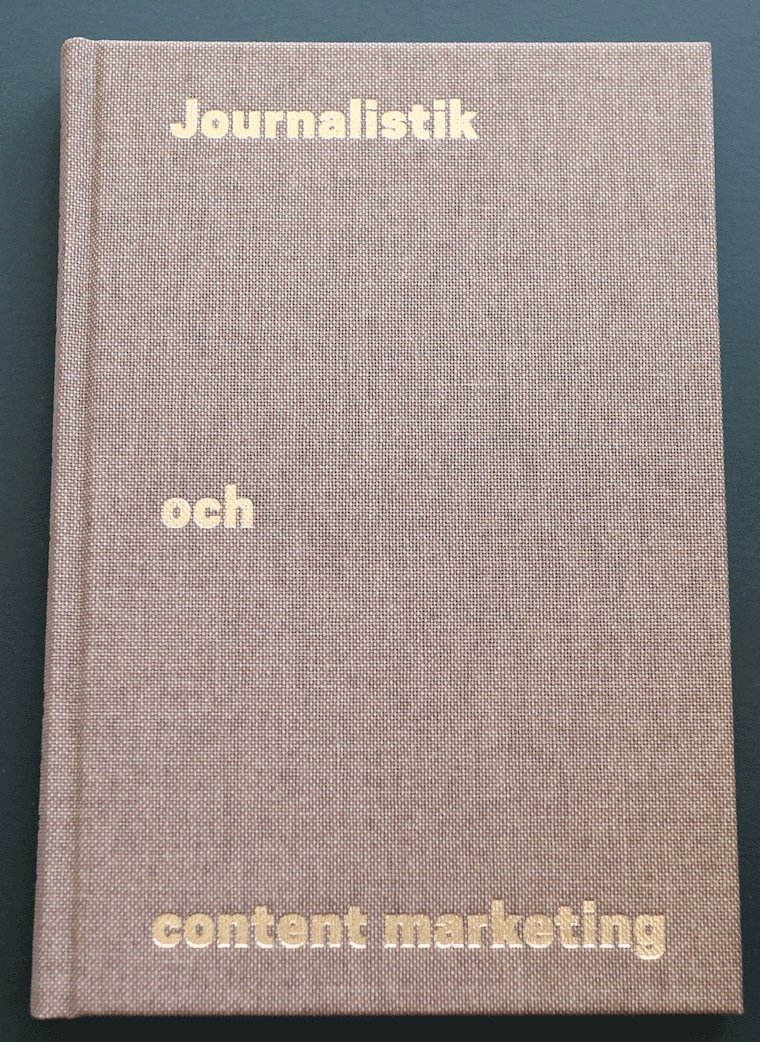 Journalistik
och
content marketing